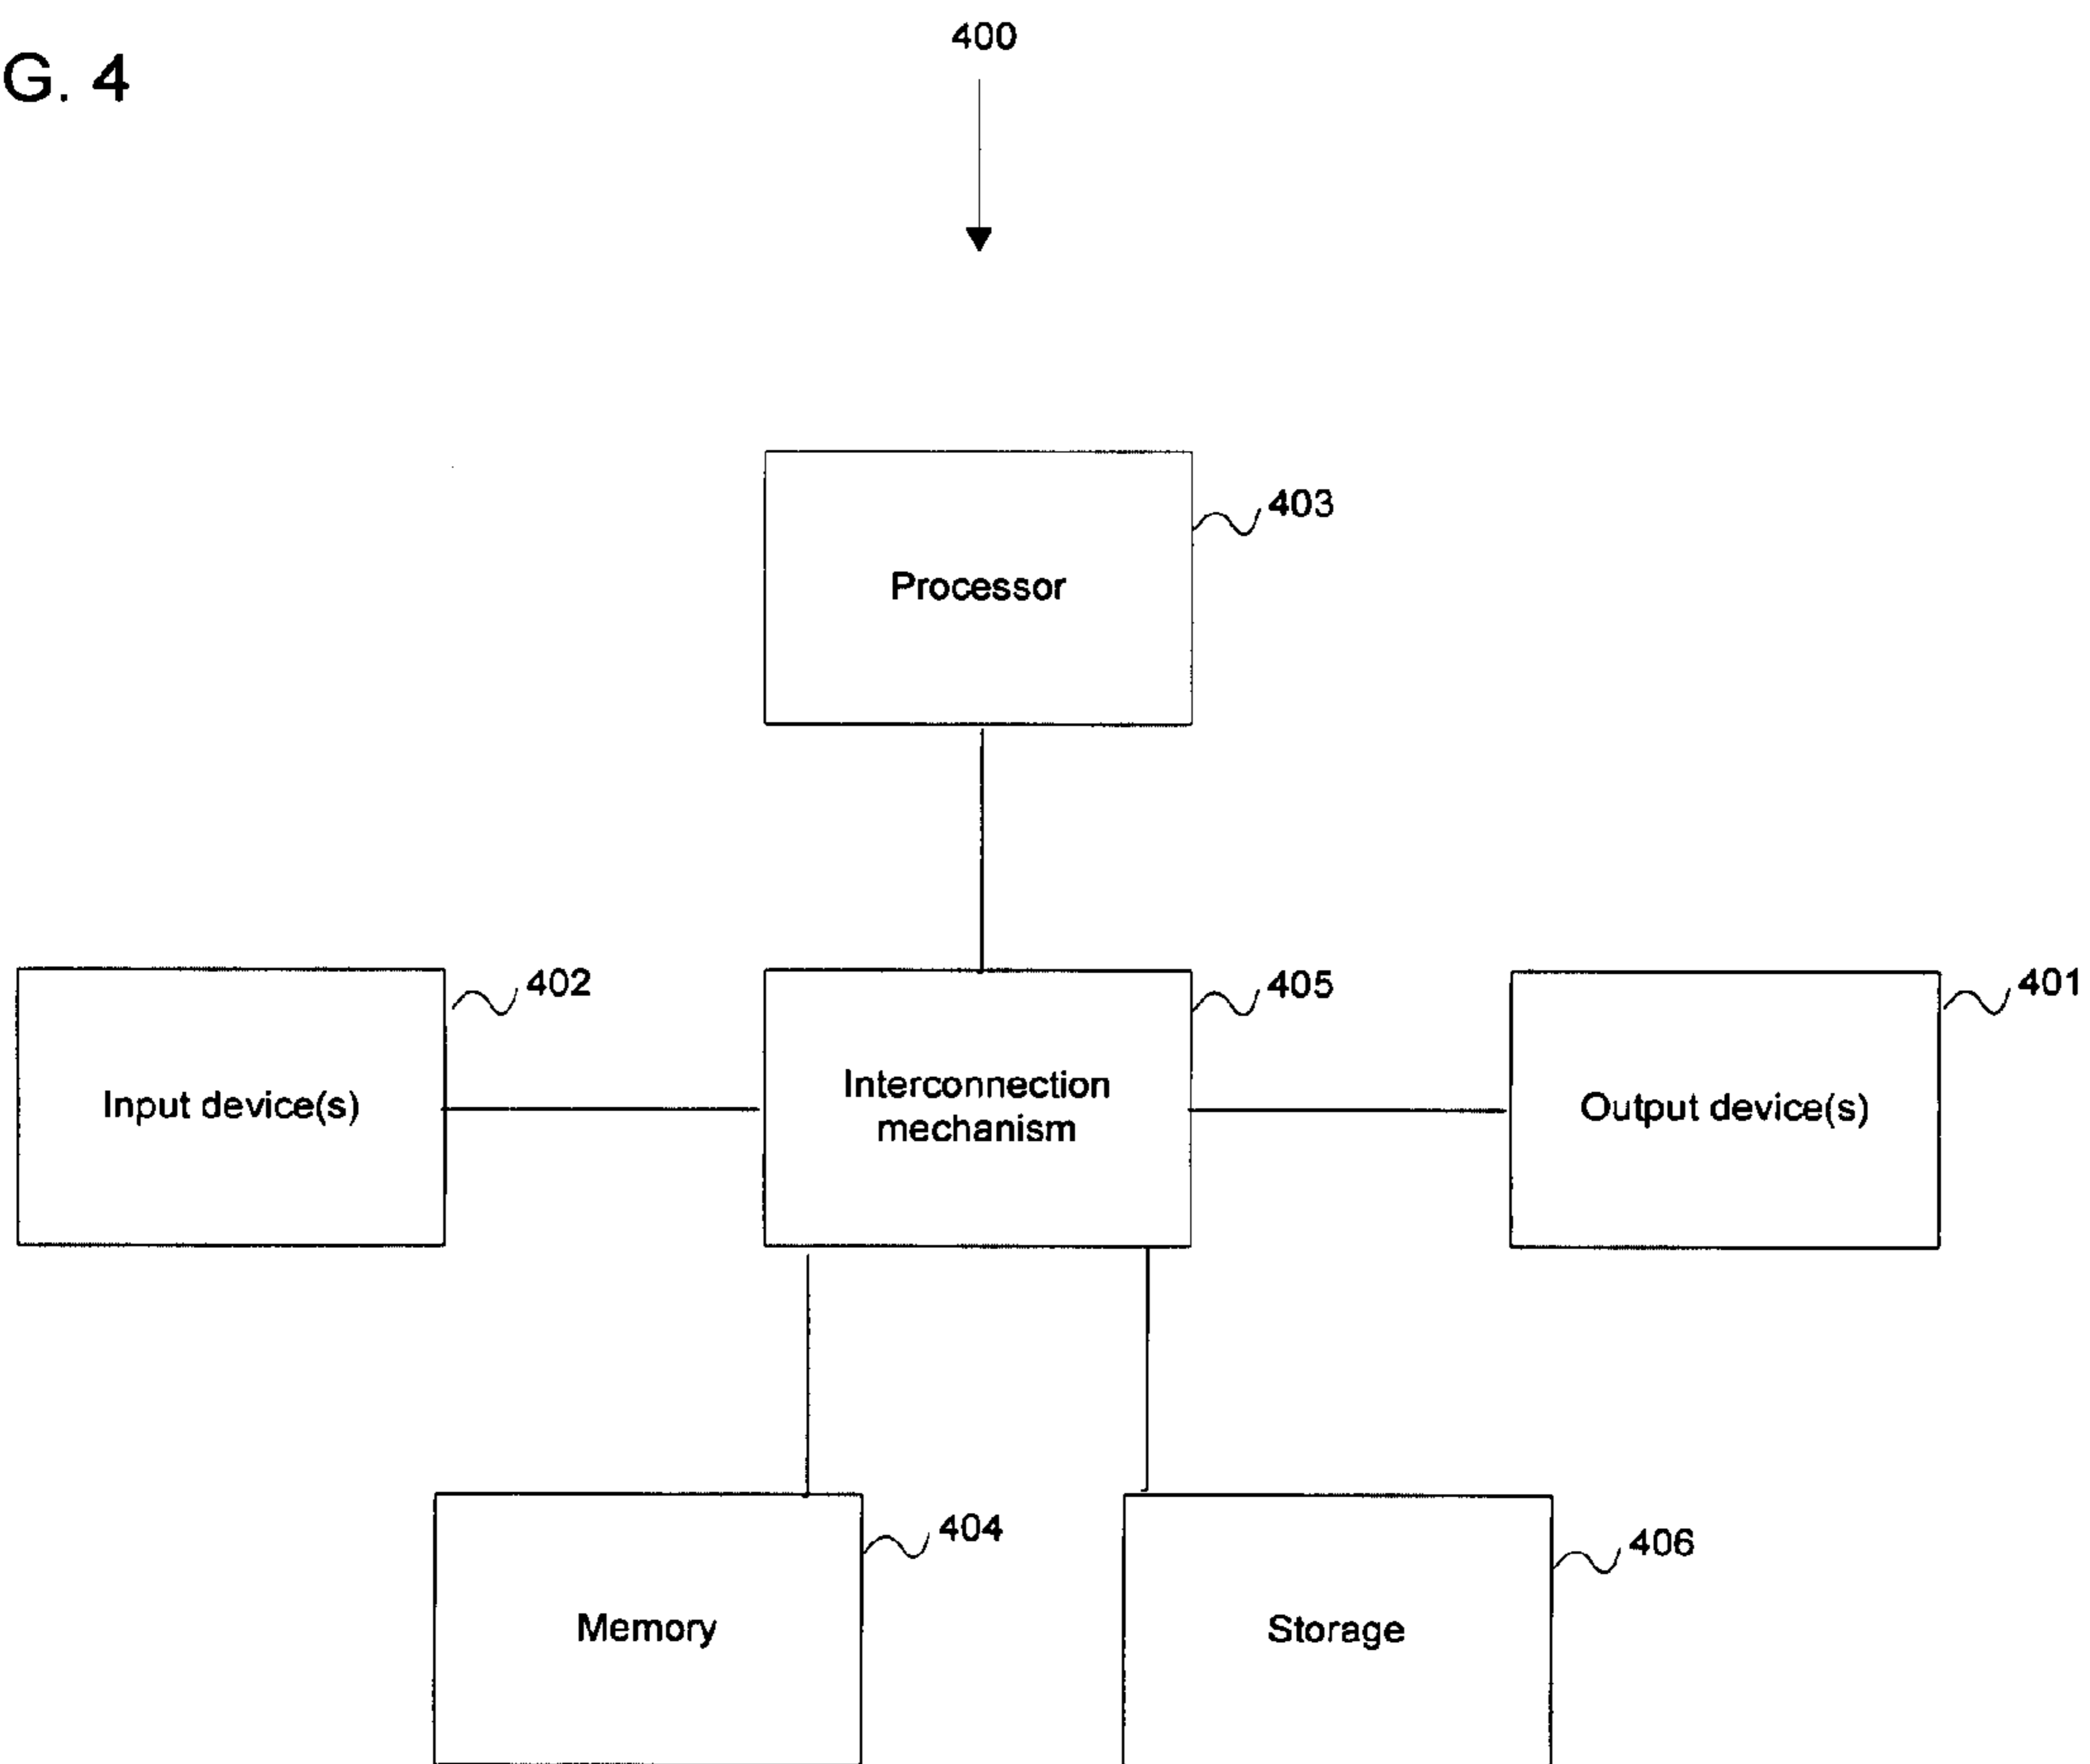 400
G. 4
403
Processor
402
405
401
Input device(s)
Interconnection
mechanism
Output device(s)
404
406
Memory
Storage